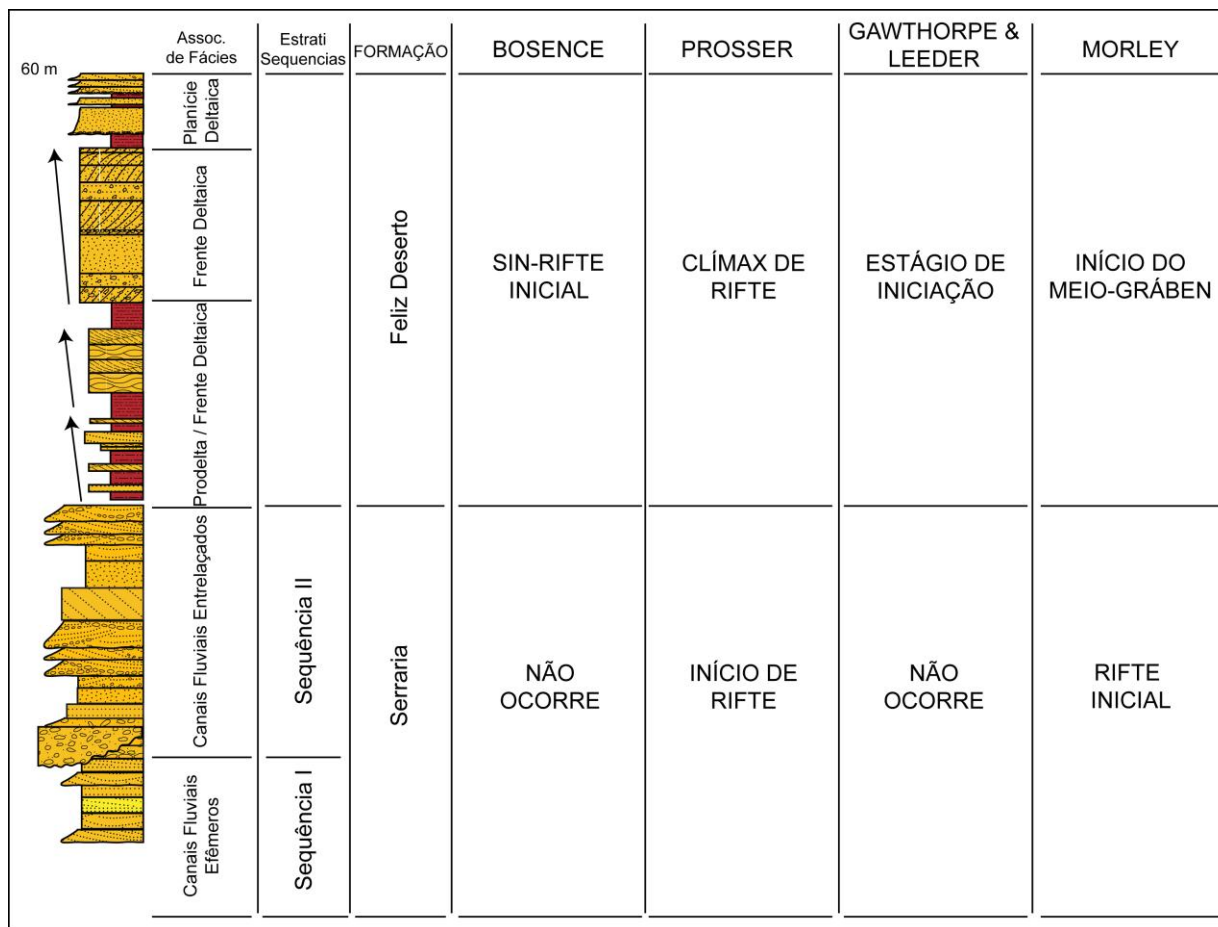 60 m
Assoc.
de Fácies
Estrati
Sequencias
FORMAÇÃO
BOSENCE
PROSSER
GAWTHORPE &
LEEDER
MORLEY
Planície
Deltaica
Frente Deltaica
Prodelta / Frente Deltaica
Feliz Deserto
SIN-RIFTE
INICIAL
CLÍMAX DE
RIFTE
ESTÁGIO DE
INICIAÇÃO
INÍCIO DO
MEIO-GRÁBEN
Canais Fluviais Entrelaçados
Canais Fluviais
Efêmeros
Sequência II
Sequência I
Serraria
NÃO
OCORRE
INÍCIO DE
RIFTE
NÃO
OCORRE
RIFTE
INICIAL